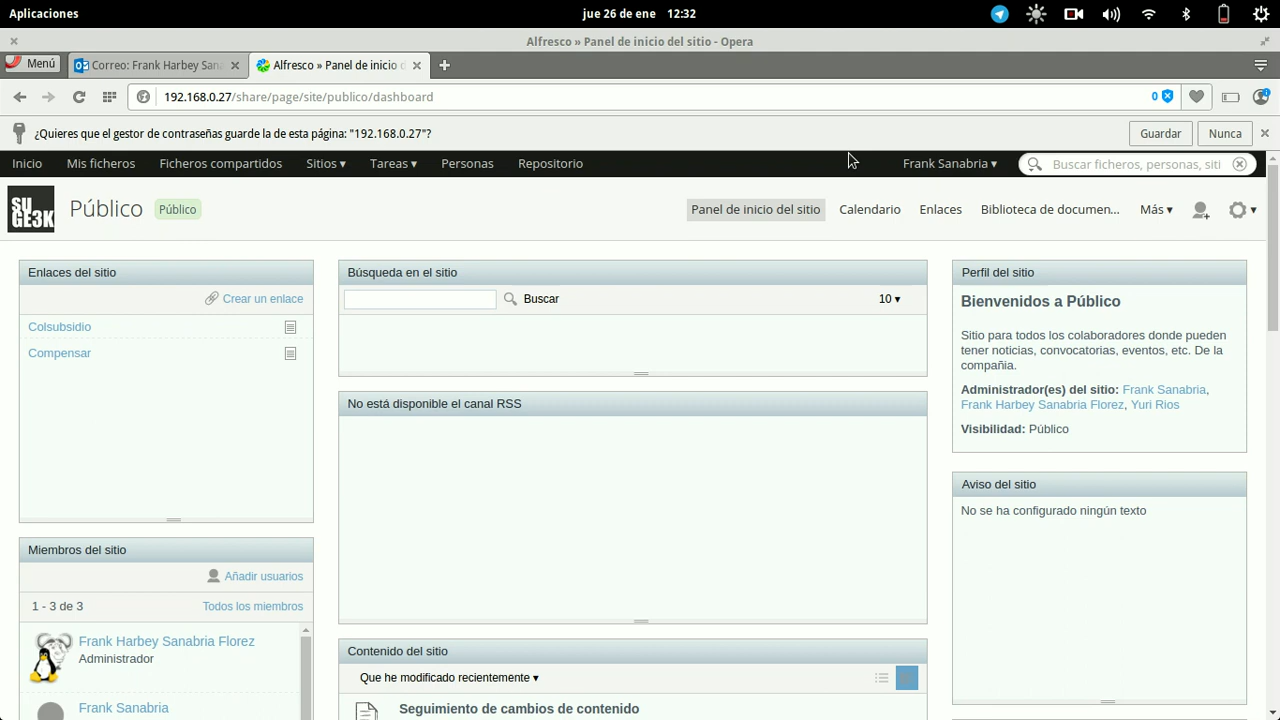 Aplicaciones
jue 26 de ene 12:32
Alfresco » Panel de inicio del sitio - Opera
Menú
Correo: Frank Harbey San
Alfresco » Panel de inicio d
192.168.0.27/share/page/site/publico/dashboard
0
¿Quieres que el gestor de contraseñas guarde la de esta página: "192.168.0.27"?
Guardar
Nunca
Inicio
Mis ficheros
Ficheros compartidos
Sitios ▾
Tareas ▾
Personas
Repositorio
Frank Sanabria ▾
Buscar ficheros, personas, siti
SU
GE3K
Público
Público
Panel de inicio del sitio
Calendario
Enlaces
Biblioteca de documen...
Más ▾
Enlaces del sitio
Crear un enlace
Colsubsidio
Compensar
Miembros del sitio
Añadir usuarios
1 - 3 de 3
Todos los miembros
Frank Harbey Sanabria Florez
Administrador
Frank Sanabria
Búsqueda en el sitio
Buscar
10 ▾
No está disponible el canal RSS
Contenido del sitio
Que he modificado recientemente ▾
Seguimiento de cambios de contenido
Perfil del sitio
Bienvenidos a Público
Sitio para todos los colaboradores donde pueden
tener noticias, convocatorias, eventos, etc. De la
compañia.
Administrador(es) del sitio: Frank Sanabria,
Frank Harbey Sanabria Florez, Yuri Rios
Visibilidad: Público
Aviso del sitio
No se ha configurado ningún texto